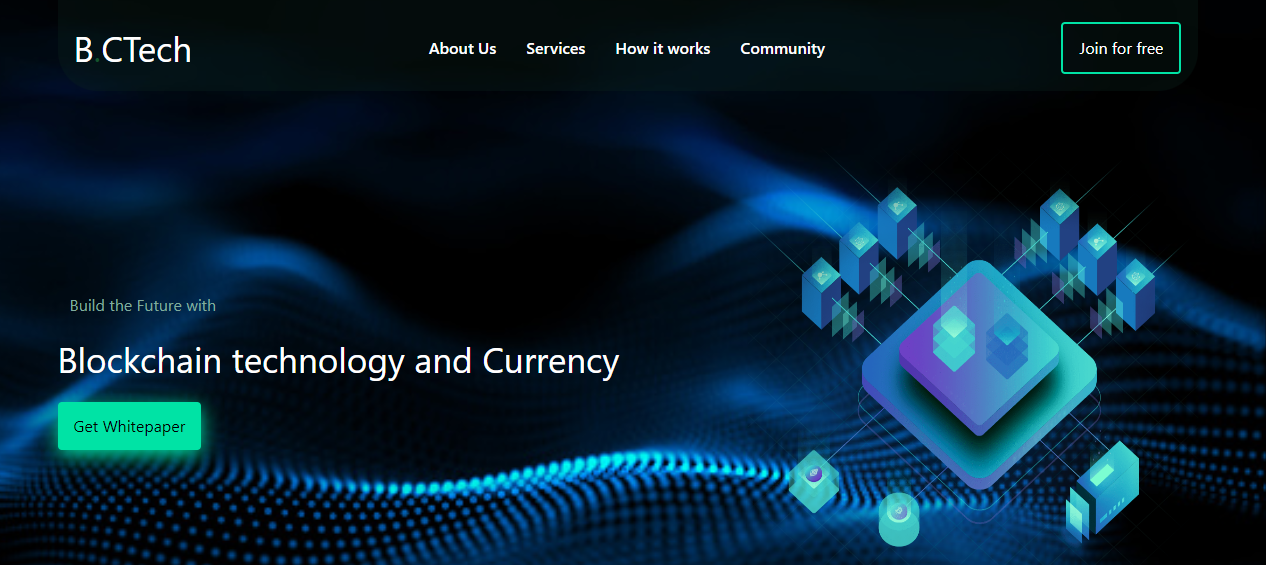 B.CTech
About Us Services How it works Community
Join for free
Build the Future with
Blockchain technology and Currency
Get Whitepaper